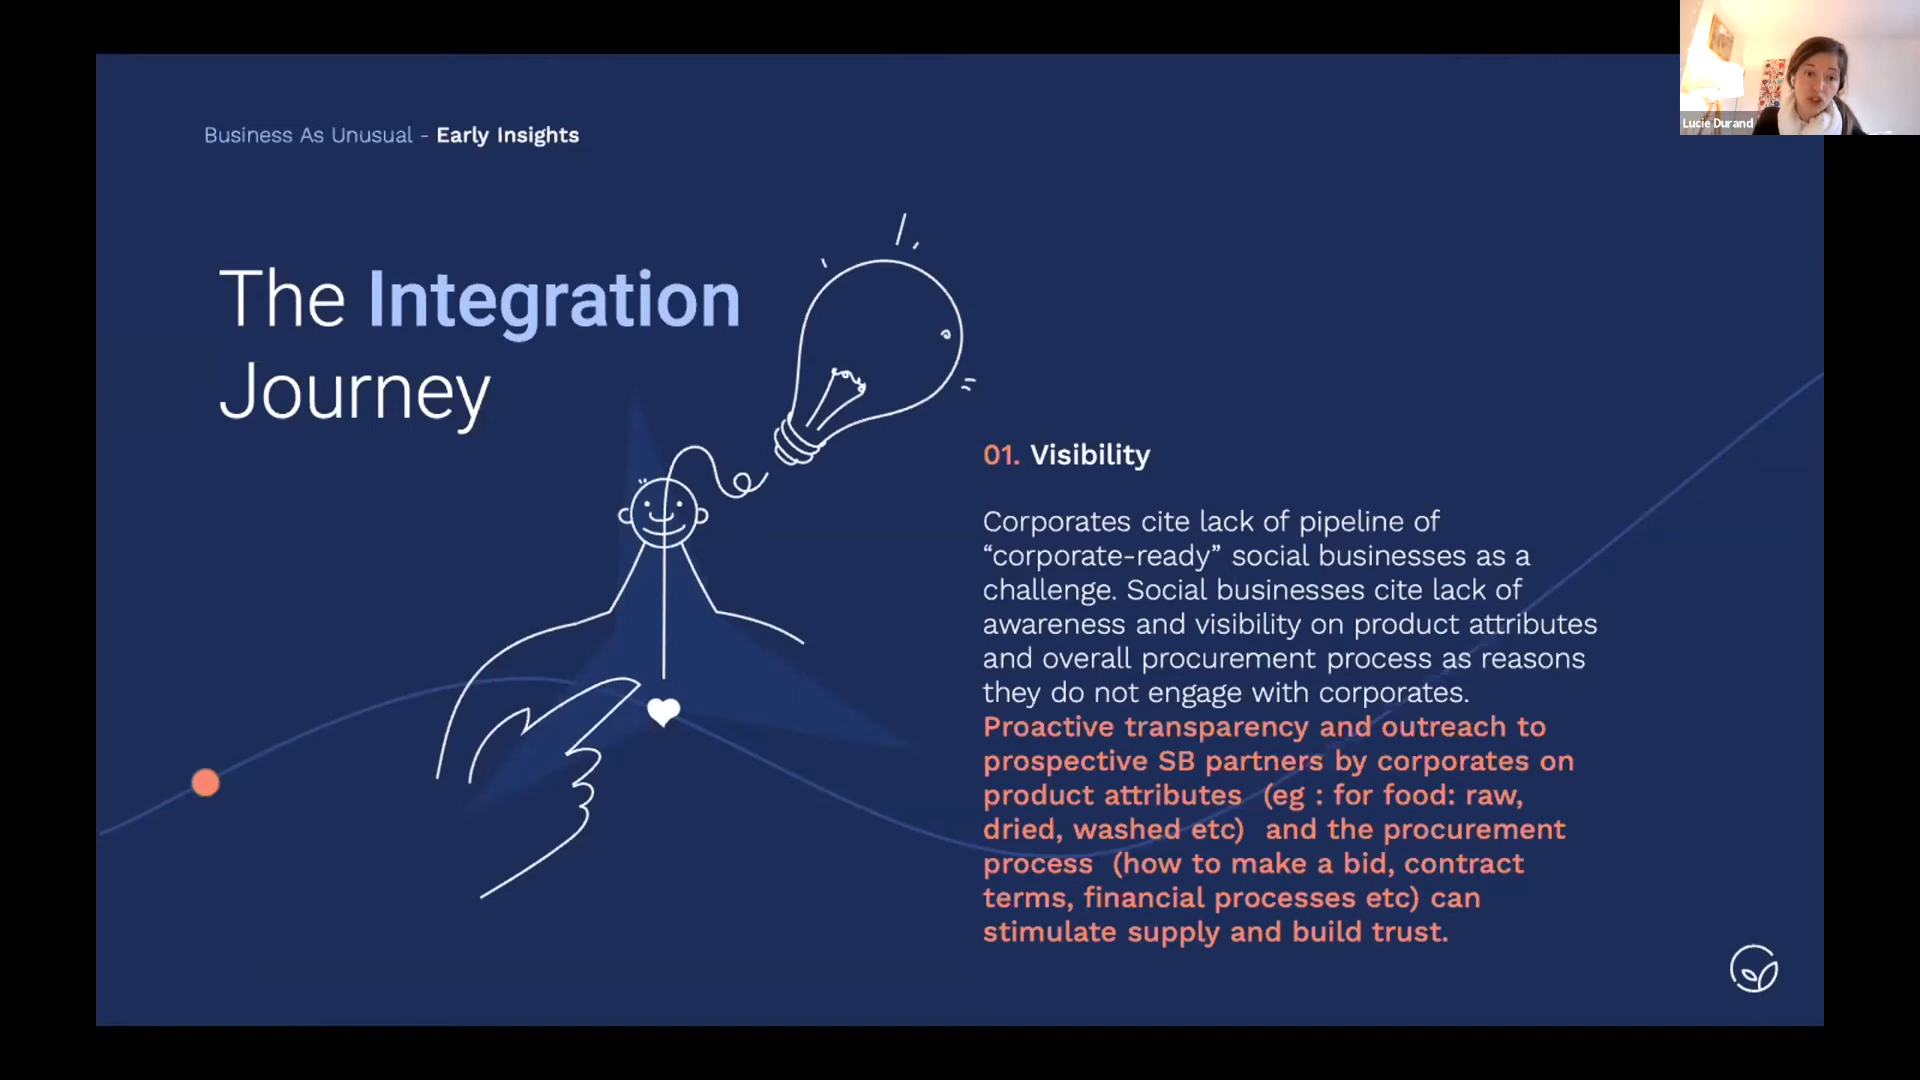 Business As Unusual - Early Insights
The Integration
Journey
01. Visibility
Corporates cite lack of pipeline of
“corporate-ready” social businesses as a
challenge. Social businesses cite lack of
awareness and visibility on product attributes
and overall procurement process as reasons
they do not engage with corporates.
Proactive transparency and outreach to
prospective SB partners by corporates on
product attributes (eg : for food: raw,
dried, washed etc) and the procurement
process (how to make a bid, contract
terms, financial processes etc) can
stimulate supply and build trust.
Lucie Durand